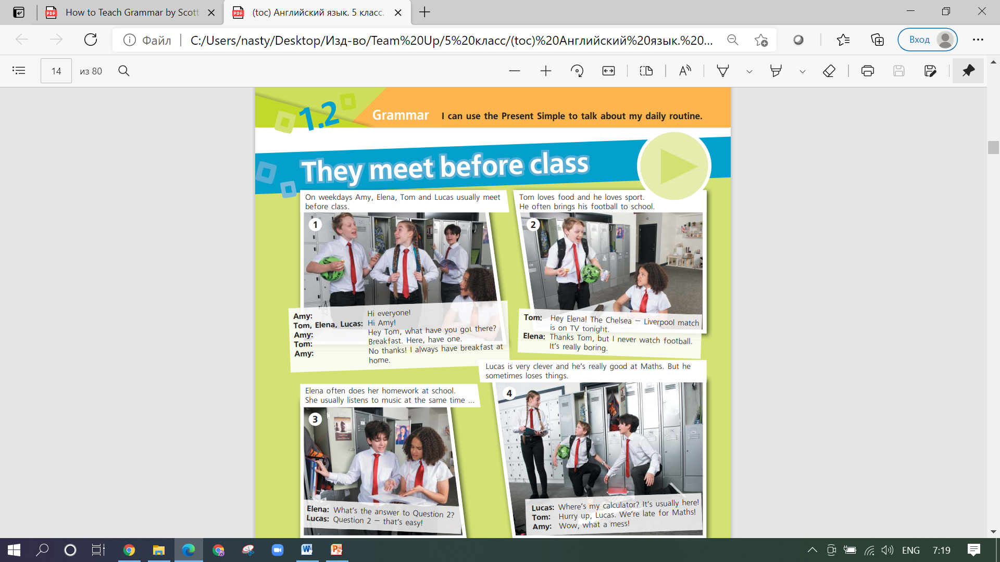 How to Teach Grammar by Scott
(toc) Английский язык. 5 класс.
Файл
C:/Users/nasty/Desktop/Изд-во/Team%20Up/5%20класс/(toc)%20Английский%20язык.%20...
Вход
14
из 80
1.2
Grammar I can use the Present Simple to talk about my daily routine.
They meet before class
On weekdays Amy, Elena, Tom and Lucas usually meet
before class.
1
Amy: Hi everyone!
Tom, Elena, Lucas: Hi Amy!
Amy: Hey Tom, what have you got there?
Tom: Breakfast. Here, have one.
Amy: No thanks! I always have breakfast at
home.
Tom loves food and he loves sport.
He often brings his football to school.
2
Tom: Hey Elena! The Chelsea – Liverpool match
is on TV tonight.
Elena: Thanks Tom, but I never watch football.
It's really boring.
Elena often does her homework at school.
She usually listens to music at the same time ...
3
Elena: What's the answer to Question 2?
Lucas: Question 2 – that's easy!
Lucas is very clever and he's really good at Maths. But he
sometimes loses things.
4
Lucas: Where's my calculator? It's usually here!
Tom: Hurry up, Lucas. We're late for Maths!
Amy: Wow, what a mess!
ENG
7:19